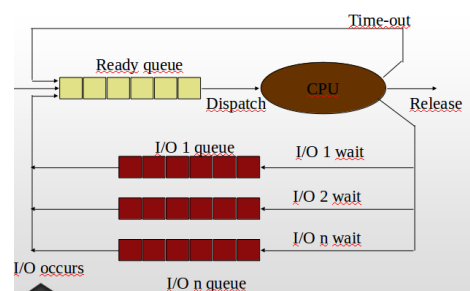 Time-out
Ready queue
CPU
Dispatch
Release
I/O 1 queue
I/O 1 wait
I/O 2 wait
I/O n wait
I/O occurs
I/O n queue